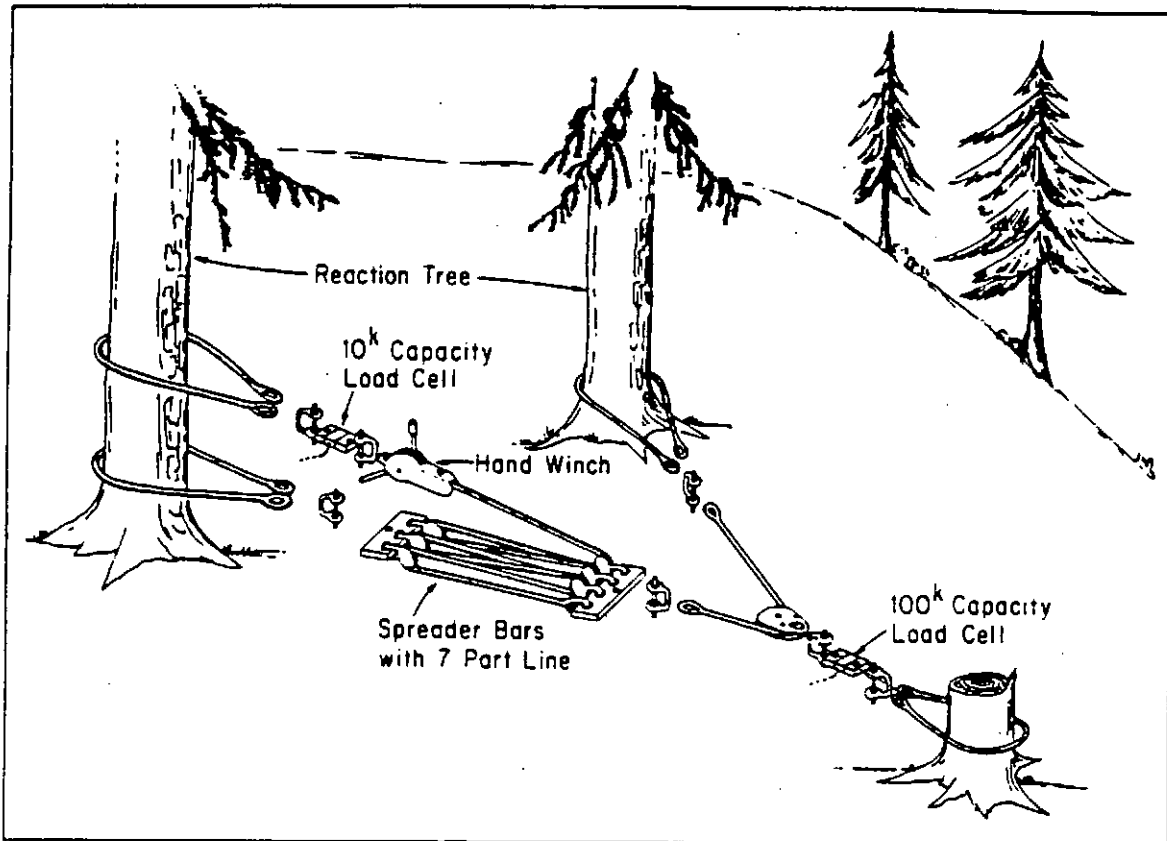 Reaction Tree
10k Capacity
Load Cell
Hand Winch
Spreader Bars
with 7 Part Line
100k Capacity
Load Cell